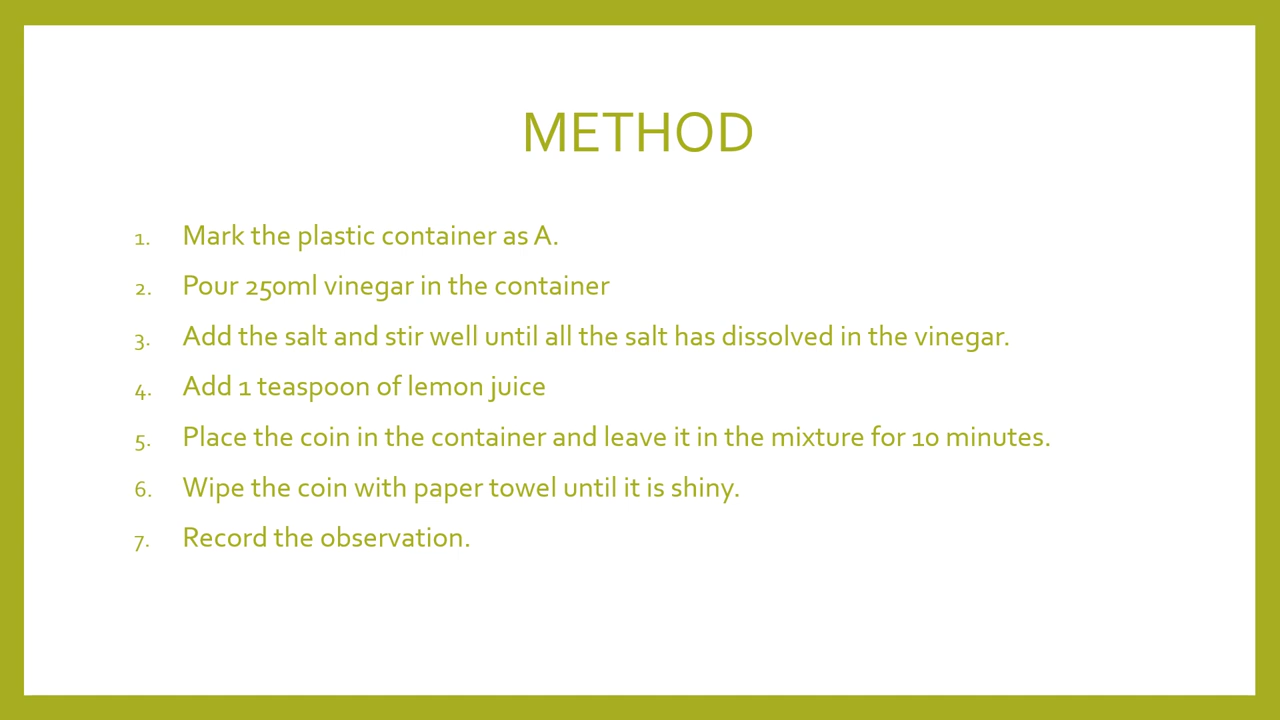 METHOD
1. Mark the plastic container as A.
2. Pour 250ml vinegar in the container
3. Add the salt and stir well until all the salt has dissolved in the vinegar.
4. Add 1 teaspoon of lemon juice
5. Place the coin in the container and leave it in the mixture for 10 minutes.
6. Wipe the coin with paper towel until it is shiny.
7. Record the observation.